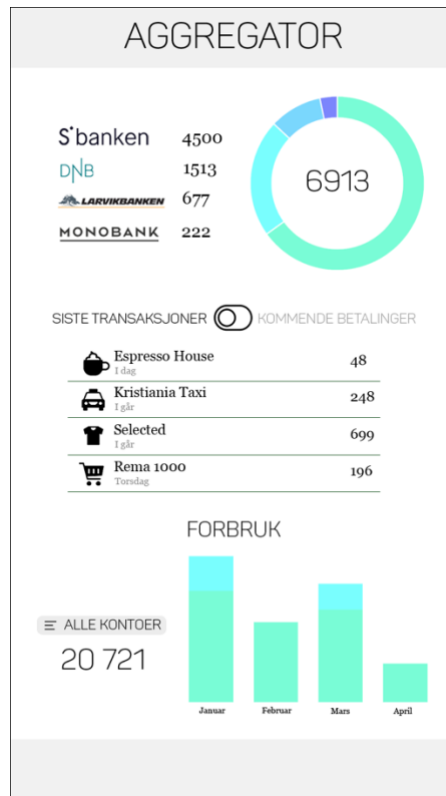 AGGREGATOR
S'banken 4500
DNB 1513
LARVIKBANKEN 677
MONOBANK 222
6913
SISTE TRANSAKSJONER KOMMENDE BETALINGER
Espresso House 48
I dag
Kristiania Taxi 248
I går
Selected 699
I går
Rema 1000 196
Torsdag
FORBRUK
ALLE KONTOER
20 721
Januar Februar Mars April